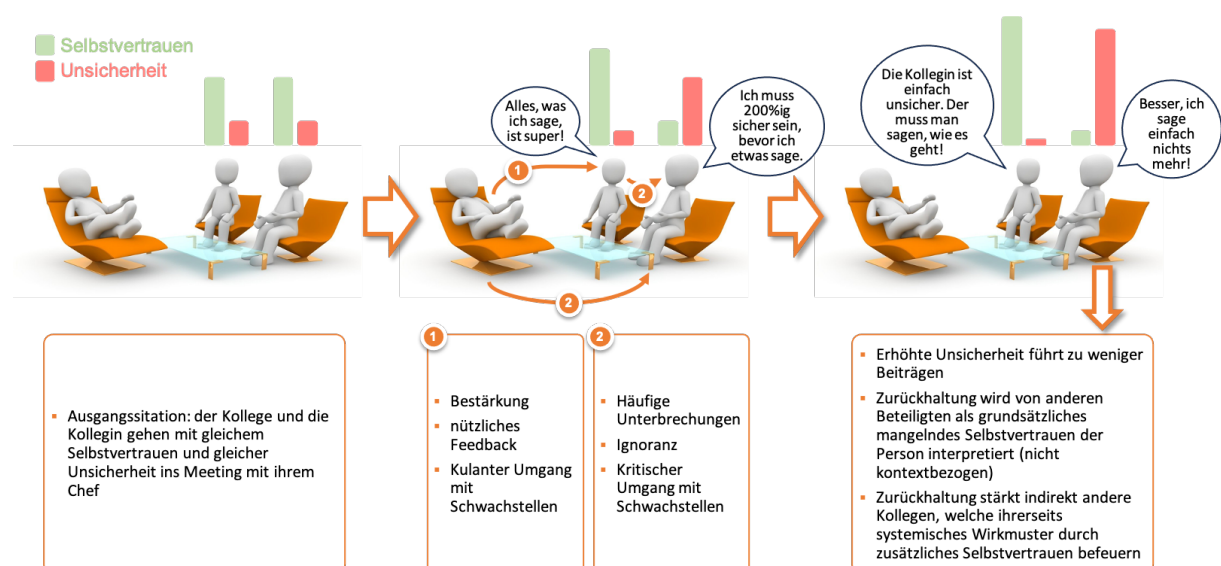 Selbstvertrauen
Unsicherheit
Alles, was
ich sage,
ist super!
Ich muss
200%ig
sicher sein,
bevor ich
etwas sage.
Die Kollegin ist
einfach
unsicher. Der
muss man
sagen, wie es
geht!
Besser, ich
sage
einfach
nichts
mehr!
1
2
2
▪ Ausgangssitation: der Kollege und die
Kollegin gehen mit gleichem
Selbstvertrauen und gleicher
Unsicherheit ins Meeting mit ihrem
Chef
1
▪ Bestärkung
▪ nützliches
Feedback
▪ Kulanter Umgang
mit
Schwachstellen
2
▪ Häufige
Unterbrechungen
▪ Ignoranz
▪ Kritischer
Umgang mit
Schwachstellen
▪ Erhöhte Unsicherheit führt zu weniger
Beiträgen
▪ Zurückhaltung wird von anderen
Beteiligten als grundsätzliches
mangelndes Selbstvertrauen der
Person interpretiert (nicht
kontextbezogen)
▪ Zurückhaltung stärkt indirekt andere
Kollegen, welche ihrerseits
systemisches Wirkmuster durch
zusätzliches Selbstvertrauen befeuern